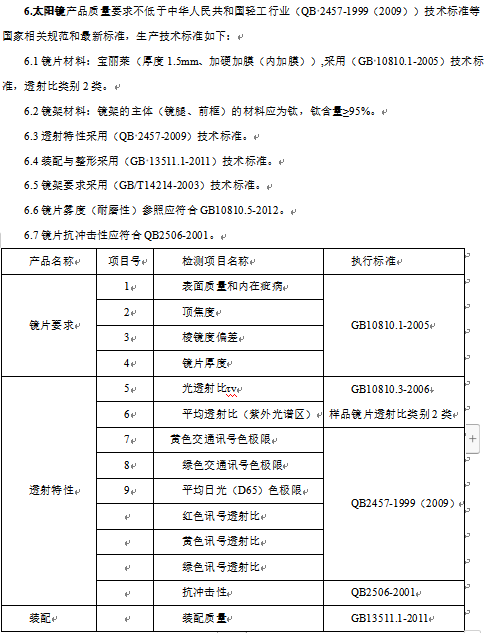 6.太阳镜产品质量要求不低于中华人民共和国轻工行业（QB·2457-1999（2009））技术标准等
国家相关规范和最新标准，生产技术标准如下：
6.1 镜片材料：宝丽莱（厚度 1.5mm、加硬加膜（内加膜））,采用（GB·10810.1-2005）技术标
准，透射比类别 2 类。
6.2 镜架材料：镜架的主体（镜腿、前框）的材料应为钛，钛含量≥95%。
6.3 透射特性采用（QB·2457-2009）技术标准。
6.4 装配与整形采用（GB·13511.1-2011）技术标准。
6.5 镜架要求采用（GB/T14214-2003）技术标准。
6.6 镜片雾度（耐磨性）参照应符合 GB10810.5-2012。
6.7 镜片抗冲击性应符合 QB2506-2001。
产品名称 项目号 检测项目名称 执行标准
镜片要求 1 表面质量和内在疵病 GB10810.1-2005
2 顶焦度
3 棱镜度偏差
4 镜片厚度
透射特性 5 光透射比τv GB10810.3-2006
6 平均透射比（紫外光谱区） 样品镜片透射比类别 2 类
7 黄色交通讯号色极限 QB2457-1999（2009）
8 绿色交通讯号色极限
9 平均日光（D65）色极限
红色讯号透射比
黄色讯号透射比
绿色讯号透射比
抗冲击性 QB2506-2001
装配 装配质量 GB13511.1-2011